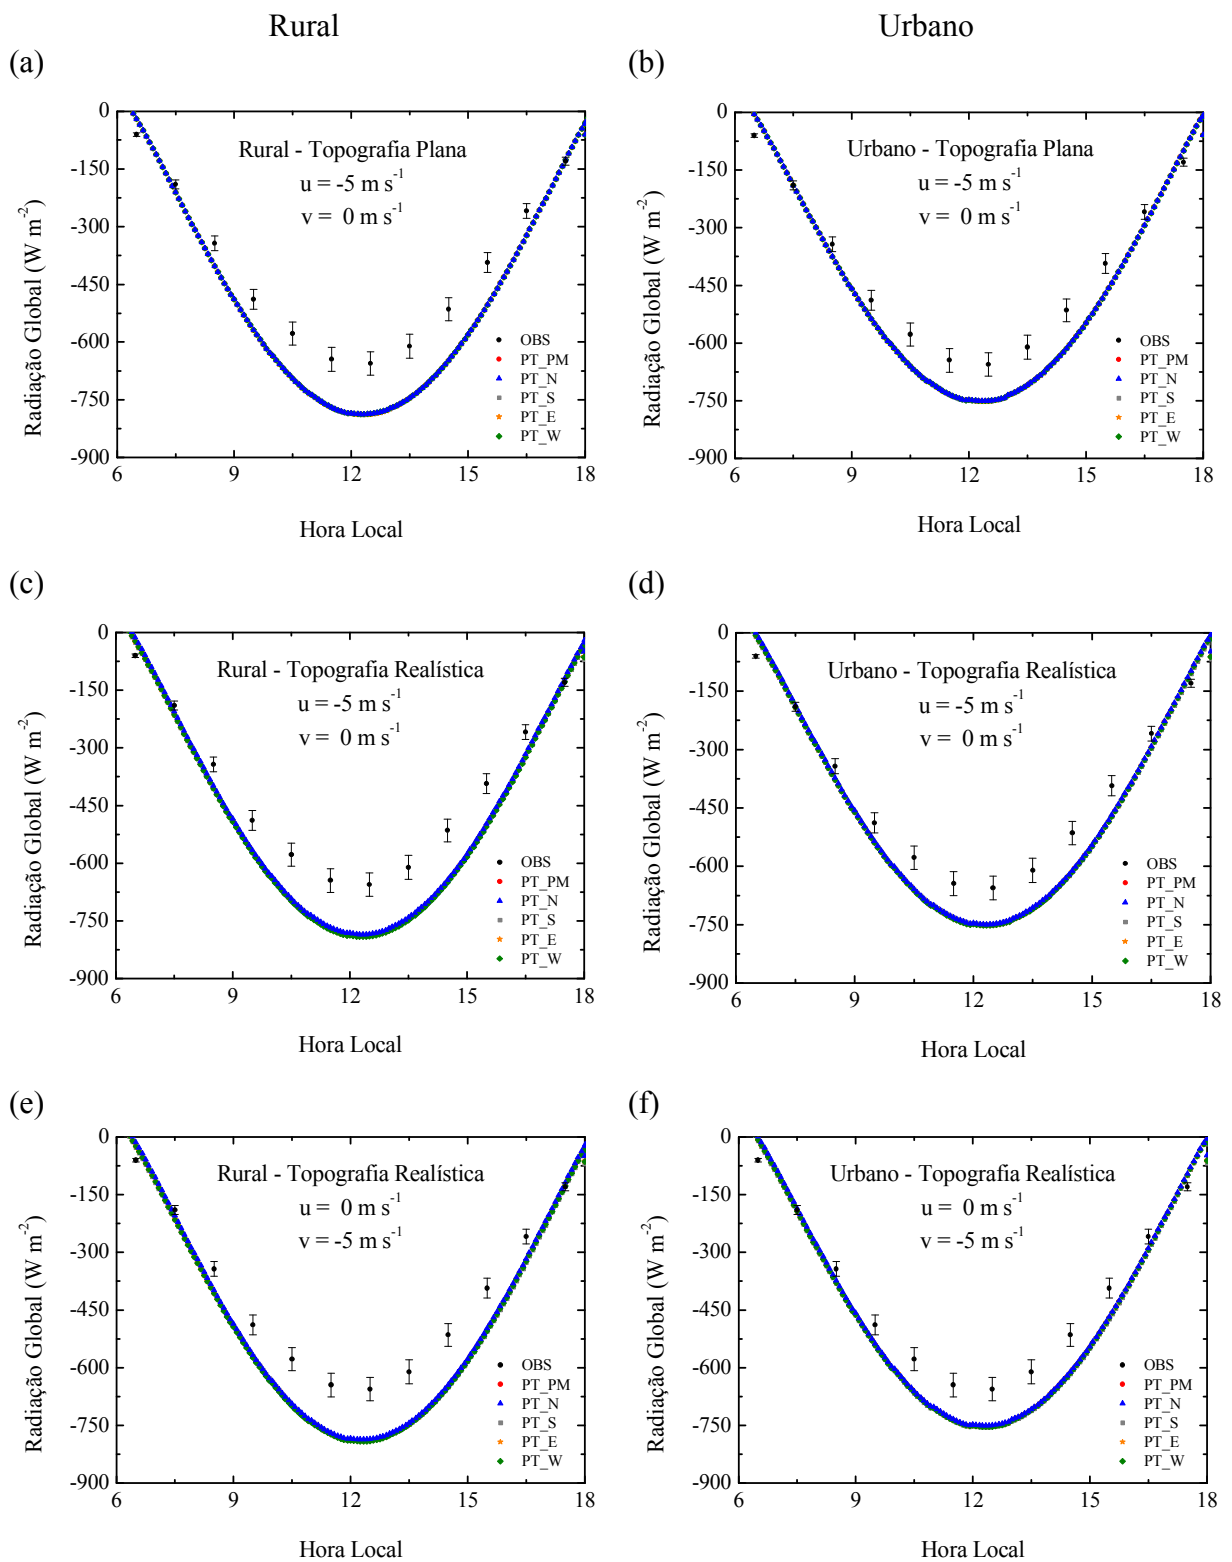 Rural
Urbano
(a)
(b)
0
-150
-300
-450
-600
-750
-900
6
9
12
15
18
Radiação Global (W m-2)
Hora Local
Rural - Topografia Plana
u = -5 m s-1
v = 0 m s-1
OBS
PT_PM
PT_N
PT_S
PT_E
PT_W
0
-150
-300
-450
-600
-750
-900
6
9
12
15
18
Radiação Global (W m-2)
Hora Local
Urbano - Topografia Plana
u = -5 m s-1
v = 0 m s-1
OBS
PT_PM
PT_N
PT_S
PT_E
PT_W
(c)
(d)
0
-150
-300
-450
-600
-750
-900
6
9
12
15
18
Radiação Global (W m-2)
Hora Local
Rural - Topografia Realística
u = -5 m s-1
v = 0 m s-1
OBS
PT_PM
PT_N
PT_S
PT_E
PT_W
0
-150
-300
-450
-600
-750
-900
6
9
12
15
18
Radiação Global (W m-2)
Hora Local
Urbano - Topografia Realística
u = -5 m s-1
v = 0 m s-1
OBS
PT_PM
PT_N
PT_S
PT_E
PT_W
(e)
(f)
0
-150
-300
-450
-600
-750
-900
6
9
12
15
18
Radiação Global (W m-2)
Hora Local
Rural - Topografia Realística
u = 0 m s-1
v = -5 m s-1
OBS
PT_PM
PT_N
PT_S
PT_E
PT_W
0
-150
-300
-450
-600
-750
-900
6
9
12
15
18
Radiação Global (W m-2)
Hora Local
Urbano - Topografia Realística
u = 0 m s-1
v = -5 m s-1
OBS
PT_PM
PT_N
PT_S
PT_E
PT_W